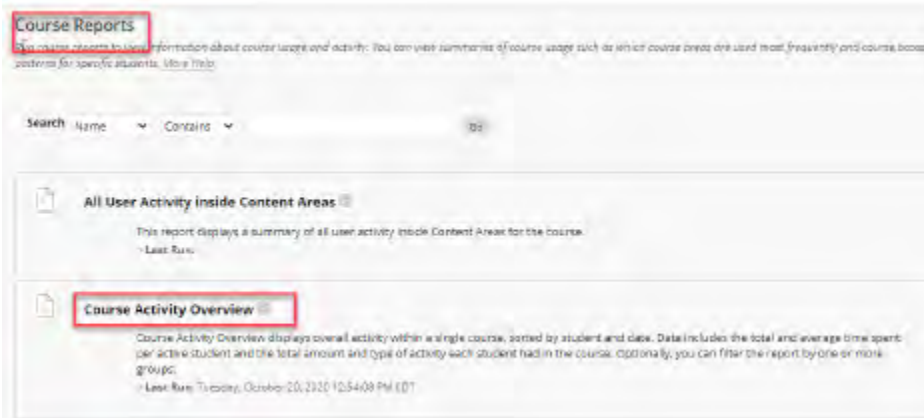 Course Reports
Run course reports to view information about course usage and activity. You can view summaries of course usage such as which course areas are used most frequently and course
patterns for specific students. More Help
Search Name Contains Go
All User Activity inside Content Areas
This report displays a summary of all user activity inside Content Areas for the course.
Last Run:
Course Activity Overview
Course Activity Overview displays overall activity within a single course, sorted by student and date. Data includes the total and average time spent
per active student and the total amount and type of activity each student had in the course. Optionally, you can filter the report by one or more
groups.
Last Run: Tuesday, October 20, 2020 12:54:08 PM EDT